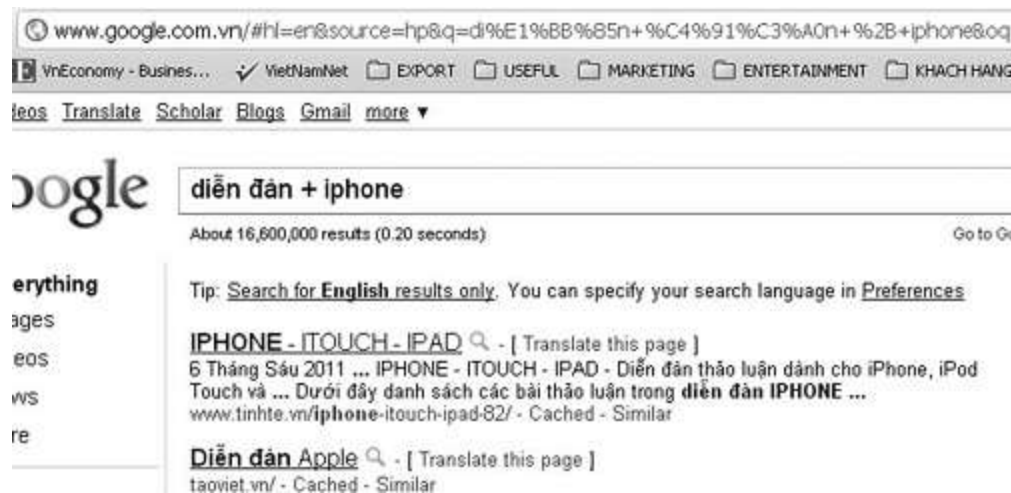 www.google.com.vn/#hl=en&source=hp&q=di%E1%BB%85n+%C4%91%C3%A0n+%2B+iphone&oq
VnEconomy - Busines... VietNamNet EXPORT USEFUL MARKETING ENTERTAINMENT KHACH HANG
deos Translate Scholar Blogs Gmail more ▼
oogle diễn đàn + iphone
About 16,600,000 results (0.20 seconds) Go to Go
erything
ages
eos
ws
re
Tip: Search for English results only. You can specify your search language in Preferences
IPHONE - ITOUCH - IPAD - [ Translate this page ]
6 Tháng Sáu 2011 ... IPHONE - ITOUCH - IPAD - Diễn đàn thảo luận dành cho iPhone, iPod
Touch và ... Dưới đây danh sách các bài thảo luận trong diễn đàn IPHONE ...
www.tinhte.vn/iphone-itouch-ipad-82/ - Cached - Similar
Diễn đàn Apple - [ Translate this page ]
taoviet.vn/ - Cached - Similar